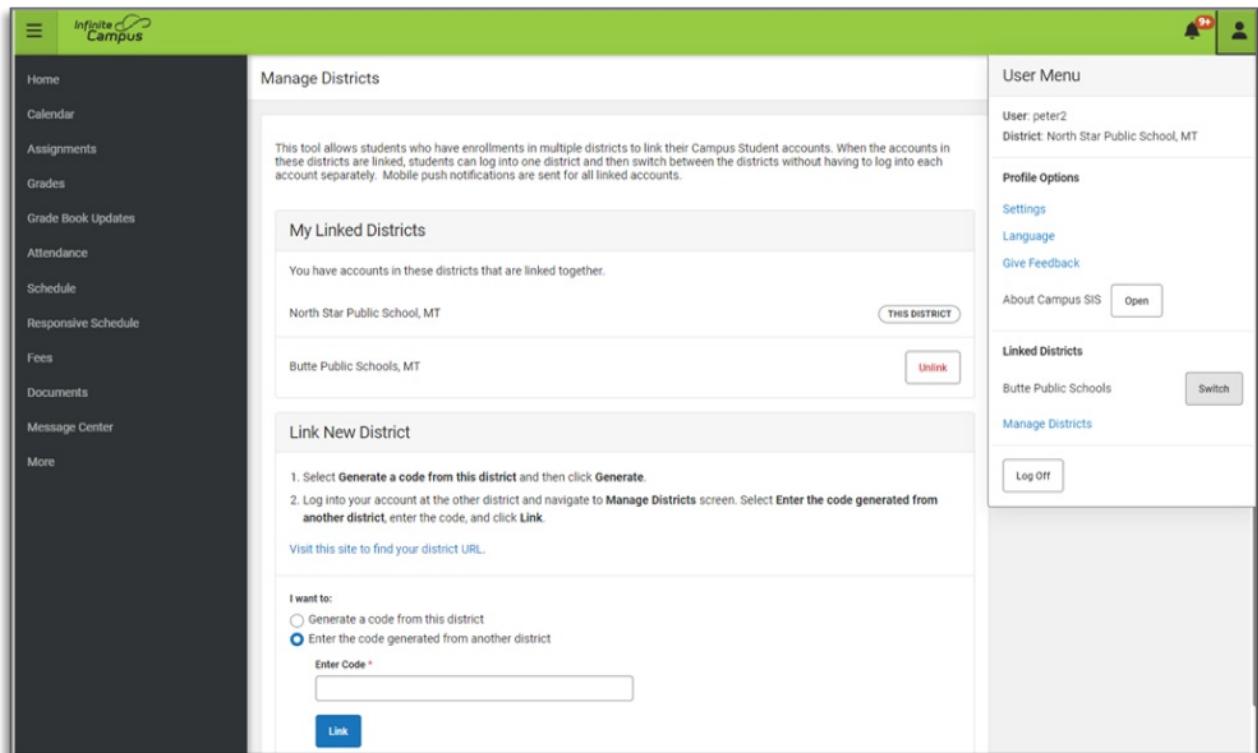 Infinite
Campus
9+
Home
Calendar
Assignments
Grades
Grade Book Updates
Attendance
Schedule
Responsive Schedule
Fees
Documents
Message Center
More
Manage Districts
This tool allows students who have enrollments in multiple districts to link their Campus Student accounts. When the accounts in
these districts are linked, students can log into one district and then switch between the districts without having to log into each
account separately. Mobile push notifications are sent for all linked accounts.
My Linked Districts
You have accounts in these districts that are linked together.
North Star Public School, MT
THIS DISTRICT
Butte Public Schools, MT
Unlink
Link New District
1. Select Generate a code from this district and then click Generate.
2. Log into your account at the other district and navigate to Manage Districts screen. Select Enter the code generated from
another district, enter the code, and click Link.
Visit this site to find your district URL.
I want to:
Generate a code from this district
Enter the code generated from another district
Enter Code *
Link
User Menu
User: peter2
District: North Star Public School, MT
Profile Options
Settings
Language
Give Feedback
About Campus SIS
Open
Linked Districts
Butte Public Schools
Switch
Manage Districts
Log Off